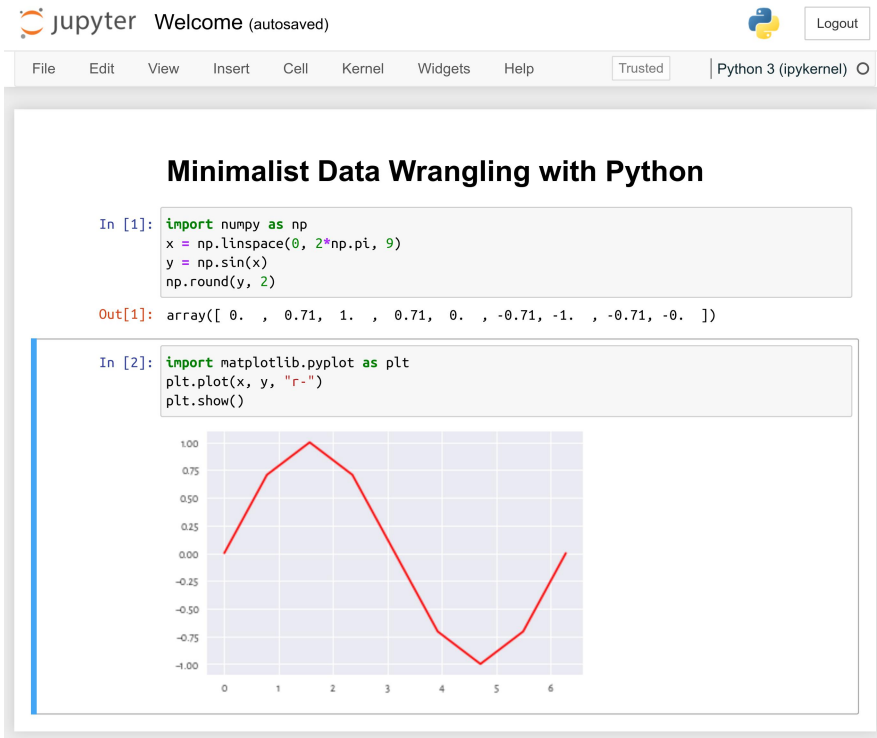 jupyter Welcome (autosaved) Logout
File Edit View Insert Cell Kernel Widgets Help Trusted Python 3 (ipykernel)
Minimalist Data Wrangling with Python
In [1]: import numpy as np
x = np.linspace(0, 2*np.pi, 9)
y = np.sin(x)
np.round(y, 2)
Out[1]: array([ 0.  ,  0.71,  1.  ,  0.71,  0.  , -0.71, -1.  , -0.71, -0.  ])
In [2]: import matplotlib.pyplot as plt
plt.plot(x, y, "r-")
plt.show()
1.00
0.75
0.50
0.25
0.00
−0.25
−0.50
−0.75
−1.00
0 1 2 3 4 5 6